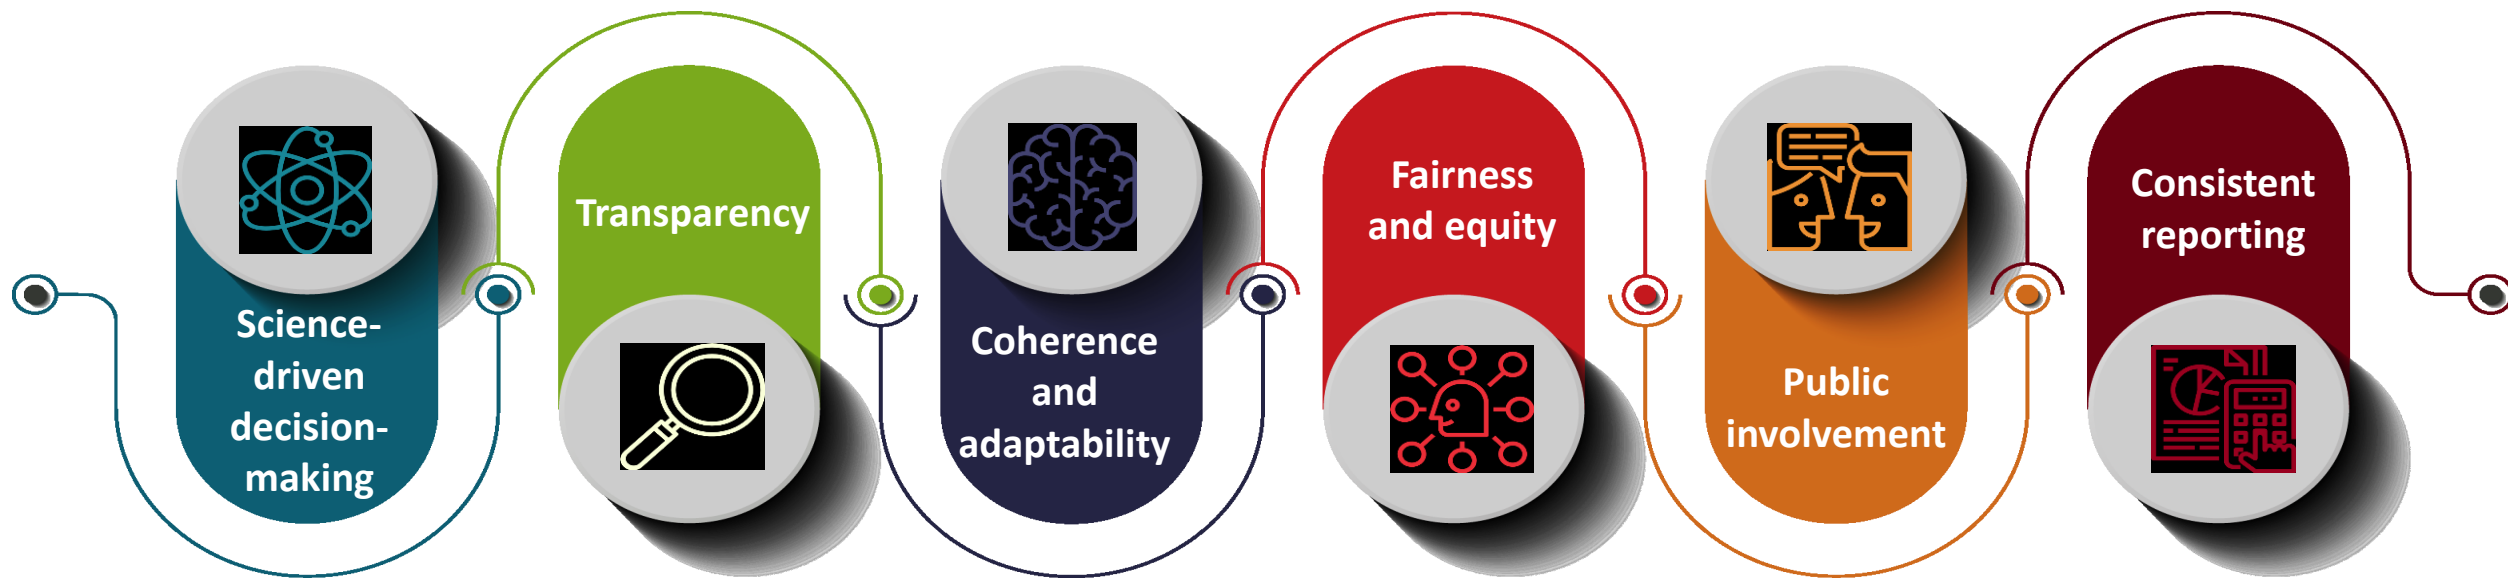 Science-
driven
decision-
making
Transparency
Coherence
and
adaptability
Fairness
and equity
Public
involvement
Consistent
reporting